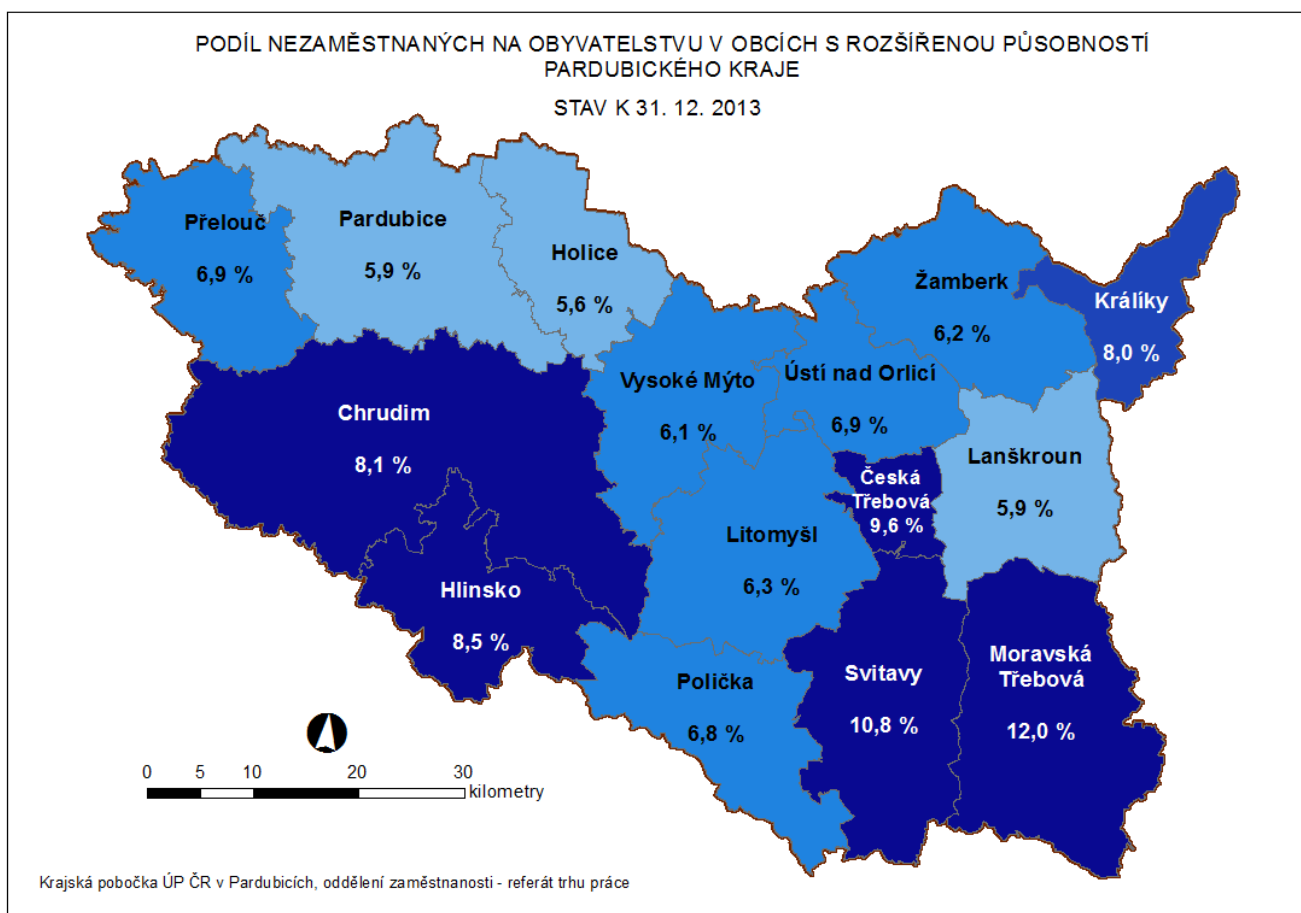 PODÍL NEZAMĚSTNANÝCH NA OBYVATELSTVU V OBCÍCH S ROZŠÍŘENOU PŮSOBNOSTÍ
PARDUBICKÉHO KRAJE
STAV K 31. 12. 2013
Přelouč
6,9 %
Pardubice
5,9 %
Holice
5,6 %
Žamberk
6,2 %
Králíky
8,0 %
Vysoké Mýto
6,1 %
Ústí nad Orlicí
6,9 %
Chrudim
8,1 %
Lanškroun
5,9 %
Česká
Třebová
9,6 %
Litomyšl
6,3 %
Hlinsko
8,5 %
Polička
6,8 %
Svitavy
10,8 %
Moravská
Třebová
12,0 %
0 5 10 20 30
kilometry
Krajská pobočka ÚP ČR v Pardubicích, oddělení zaměstnanosti - referát trhu práce